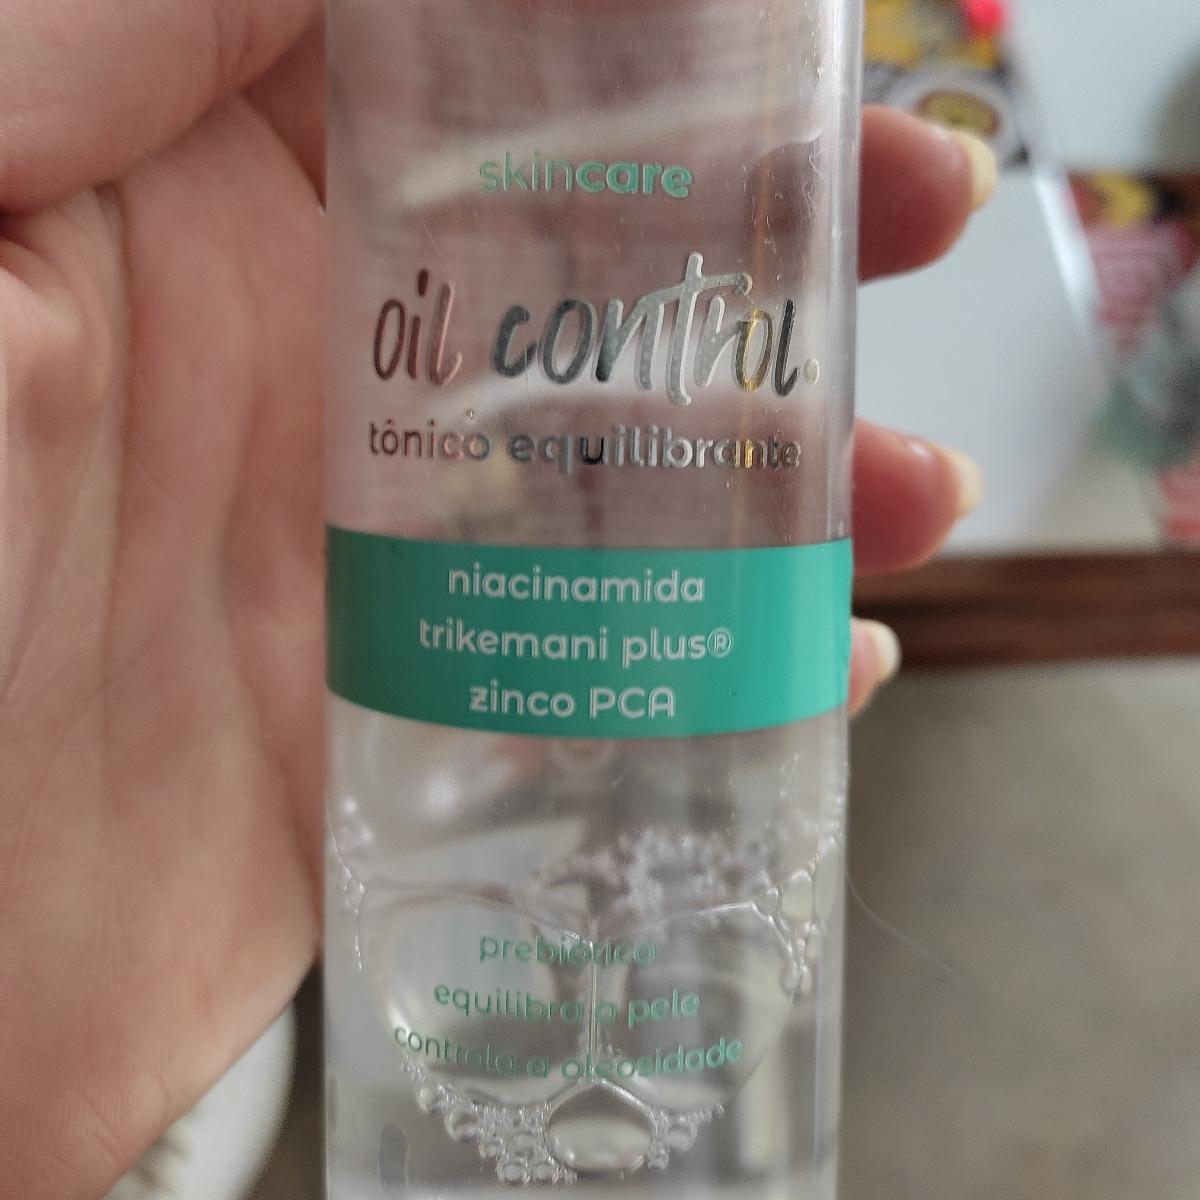 skincare
oil control.
tônico equilibrante
niacinamida
trikemani plus®
zinco PCA
prebiótico
equilibra a pele
controla a oleosidade